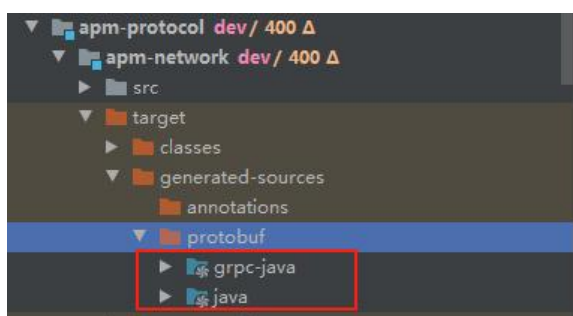 apm-protocol dev / 400 Δ
apm-network dev / 400 Δ
src
target
classes
generated-sources
annotations
protobuf
grpc-java
java